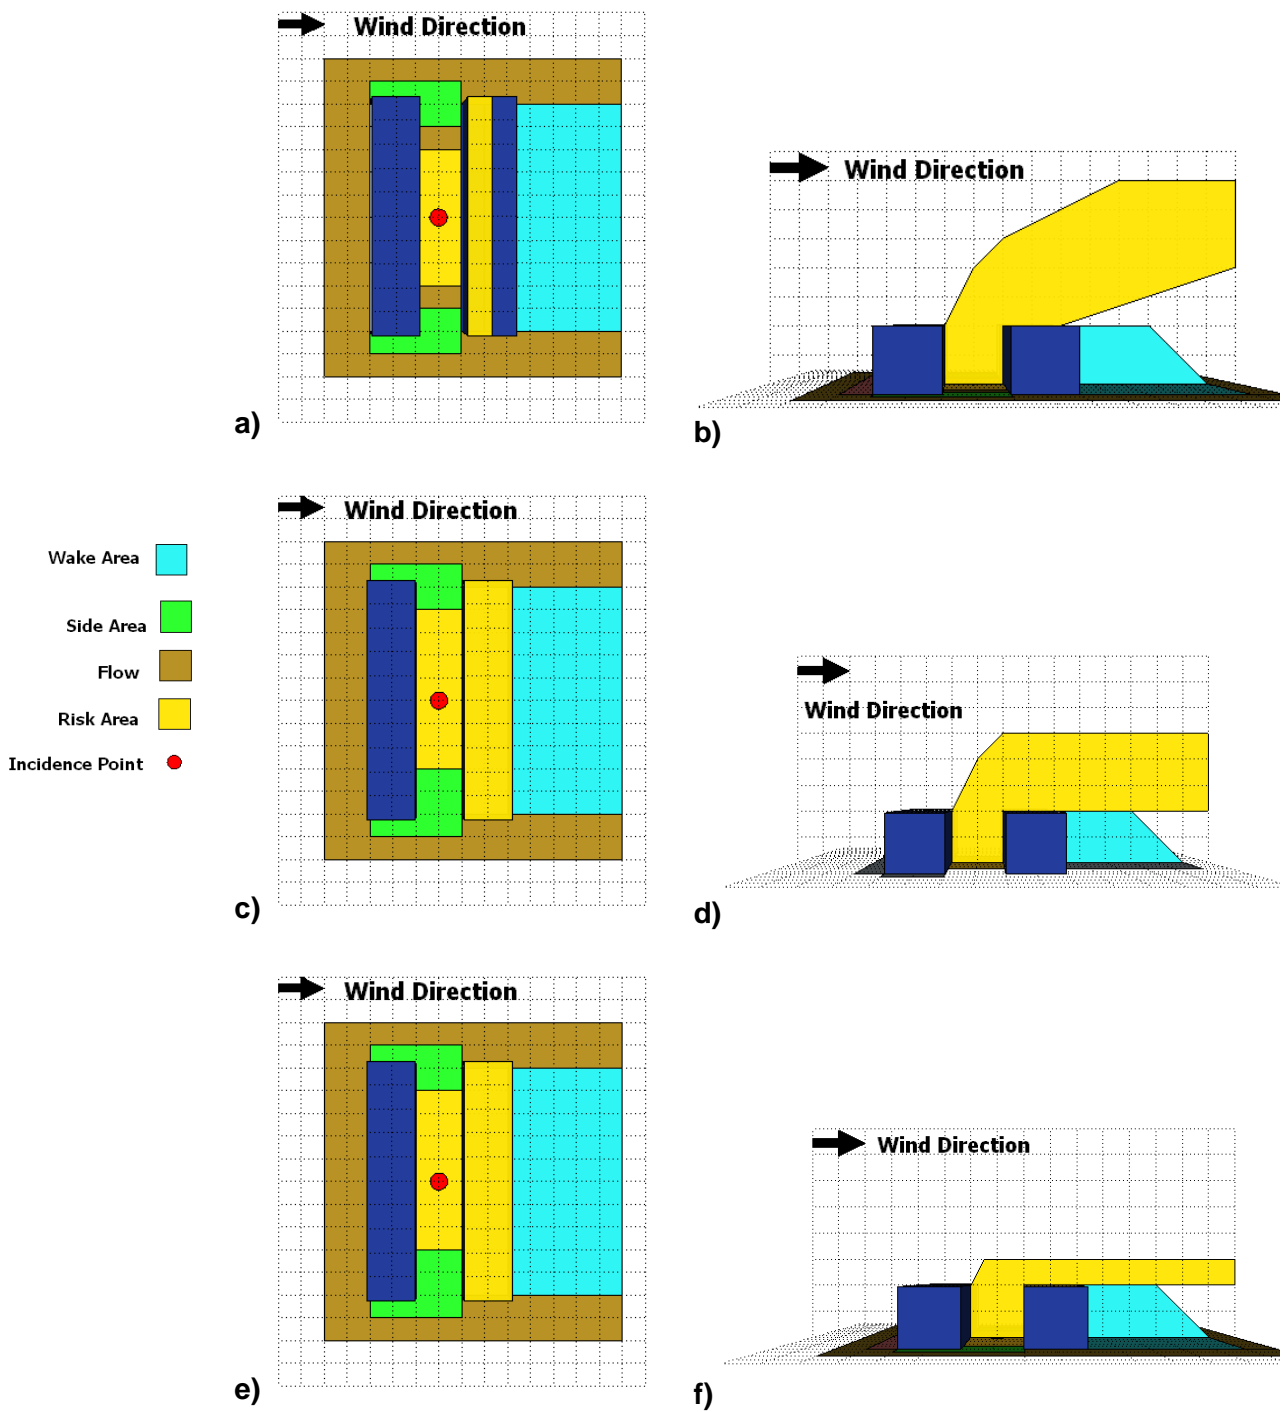 Wind Direction
Wind Direction
a)
b)
Wind Direction
Wake Area
Side Area
Flow
Risk Area
Incidence Point
Wind Direction
c)
d)
Wind Direction
Wind Direction
e)
f)